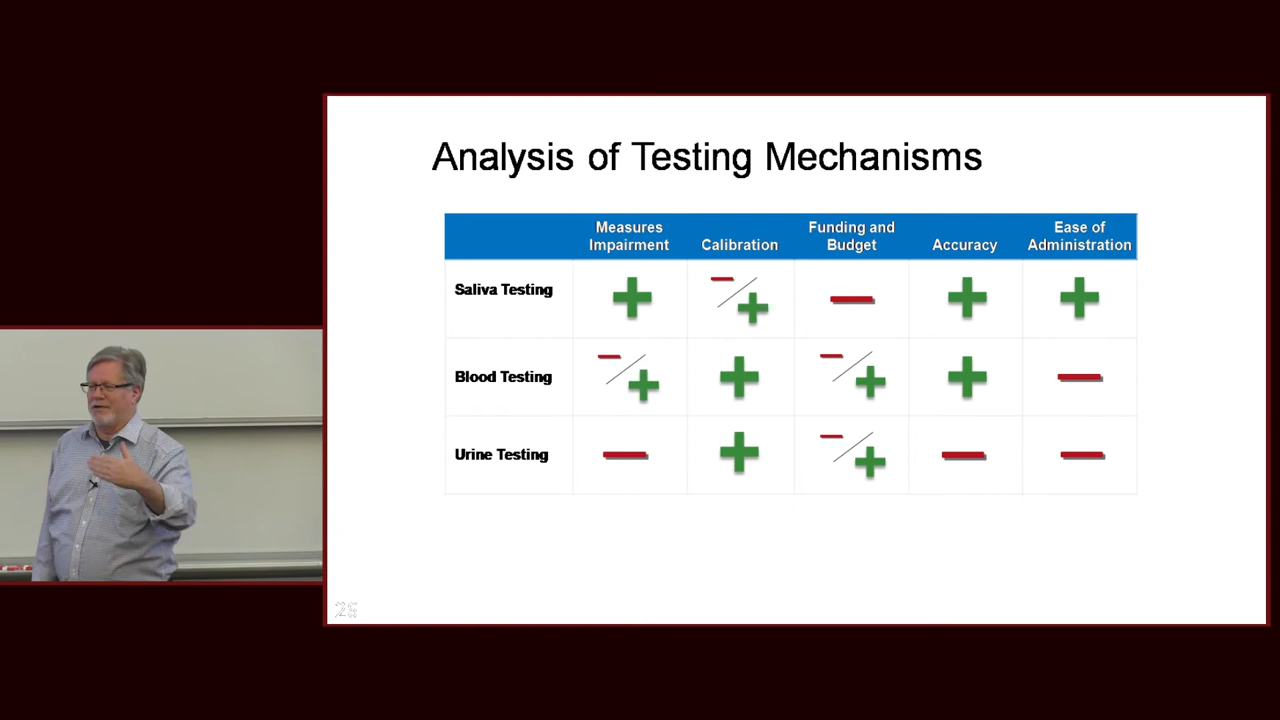 Analysis of Testing Mechanisms
Measures
Impairment
Calibration
Funding and
Budget
Accuracy
Ease of
Administration
Saliva Testing
Blood Testing
Urine Testing